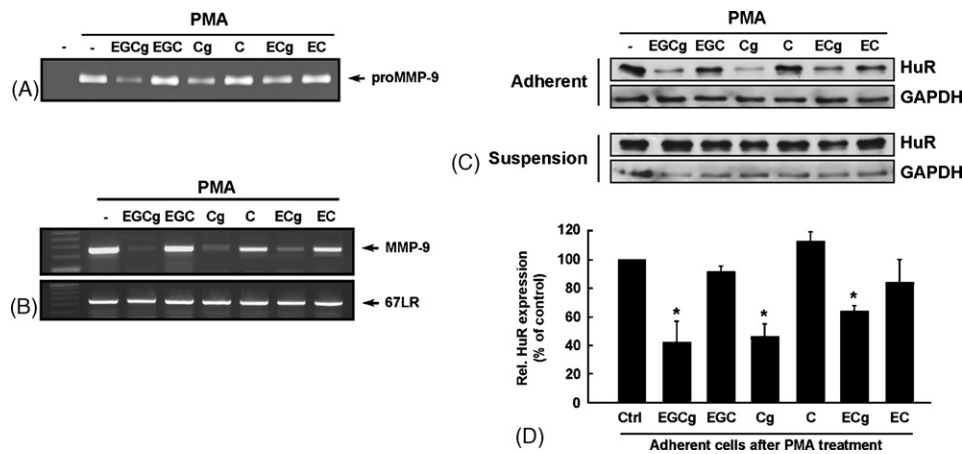 PMA
- - EGCg EGC Cg C ECg EC
proMMP-9
(A)
PMA
- EGCg EGC Cg C ECg EC
MMP-9
67LR
(B)
PMA
- EGCg EGC Cg C ECg EC
Adherent
HuR
GAPDH
(C)
Suspension
HuR
GAPDH
Rel. HuR expression
(% of control)
120
100
80
60
40
20
0
* * *
Ctrl EGCg EGC Cg C ECg EC
Adherent cells after PMA treatment
(D)